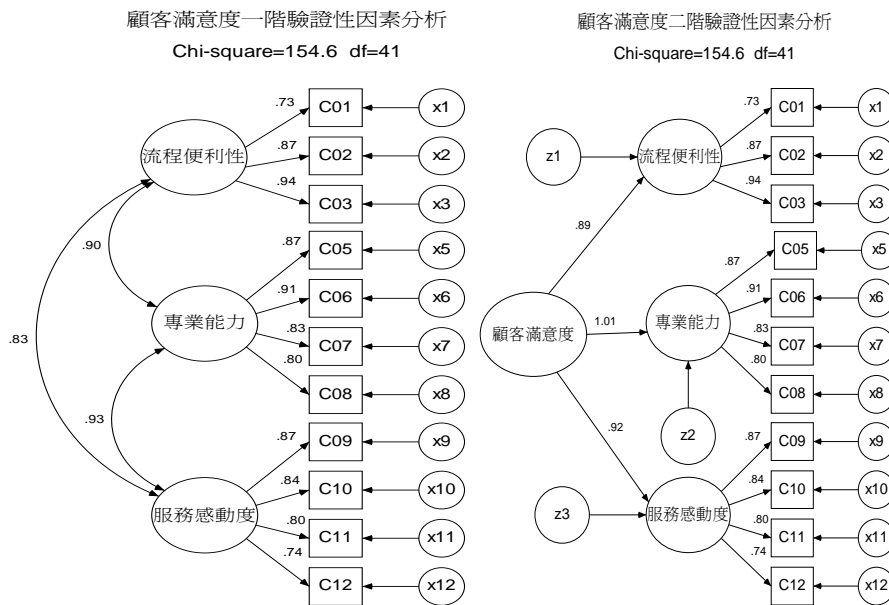 顧客滿意度一階驗證性因素分析
Chi-square=154.6 df=41
流程便利性
專業能力
服務感動度
.73
.87
.94
.87
.91
.83
.80
.87
.84
.80
.74
.90
.83
.93
C01
C02
C03
C05
C06
C07
C08
C09
C10
C11
C12
x1
x2
x3
x5
x6
x7
x8
x9
x10
x11
x12
顧客滿意度二階驗證性因素分析
Chi-square=154.6 df=41
顧客滿意度
z1
z2
z3
.89
1.01
.92
流程便利性
專業能力
服務感動度
.73
.87
.94
.87
.91
.83
.80
.87
.84
.80
.74
C01
C02
C03
C05
C06
C07
C08
C09
C10
C11
C12
x1
x2
x3
x5
x6
x7
x8
x9
x10
x11
x12